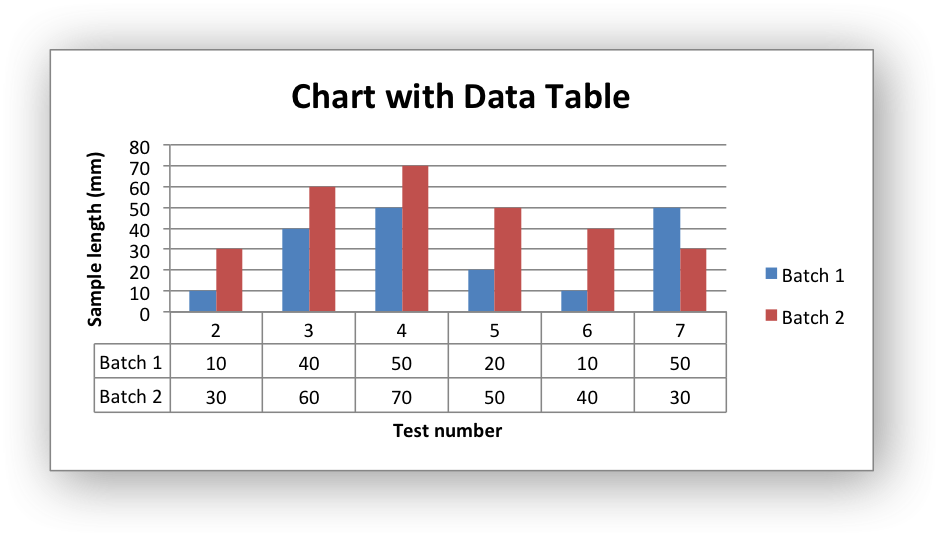 Chart with Data Table
Sample length (mm)
80
70
60
50
40
30
20
10
0
2 3 4 5 6 7
Batch 1 10 40 50 20 10 50
Batch 2 30 60 70 50 40 30
Test number
Batch 1
Batch 2